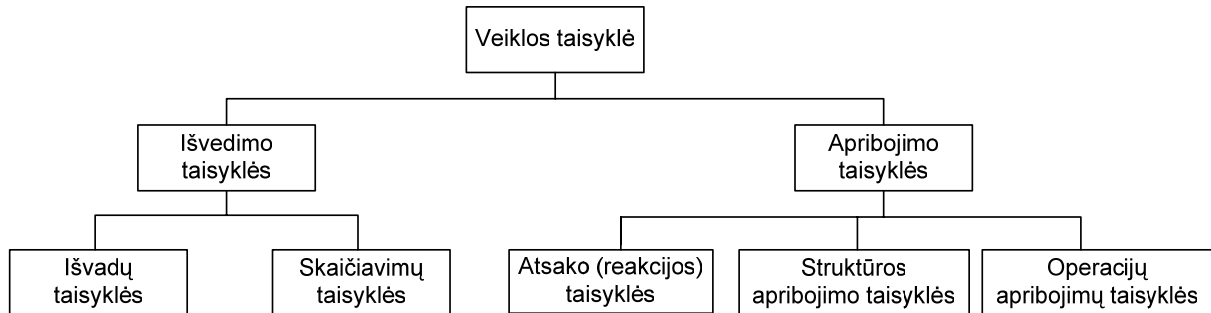 Veiklos taisyklė
Išvedimo
taisyklės
Apribojimo
taisyklės
Išvadų
taisyklės
Skaičiavimų
taisyklės
Atsako (reakcijos)
taisyklės
Struktūros
apribojimo taisyklės
Operacijų
apribojimų taisyklės